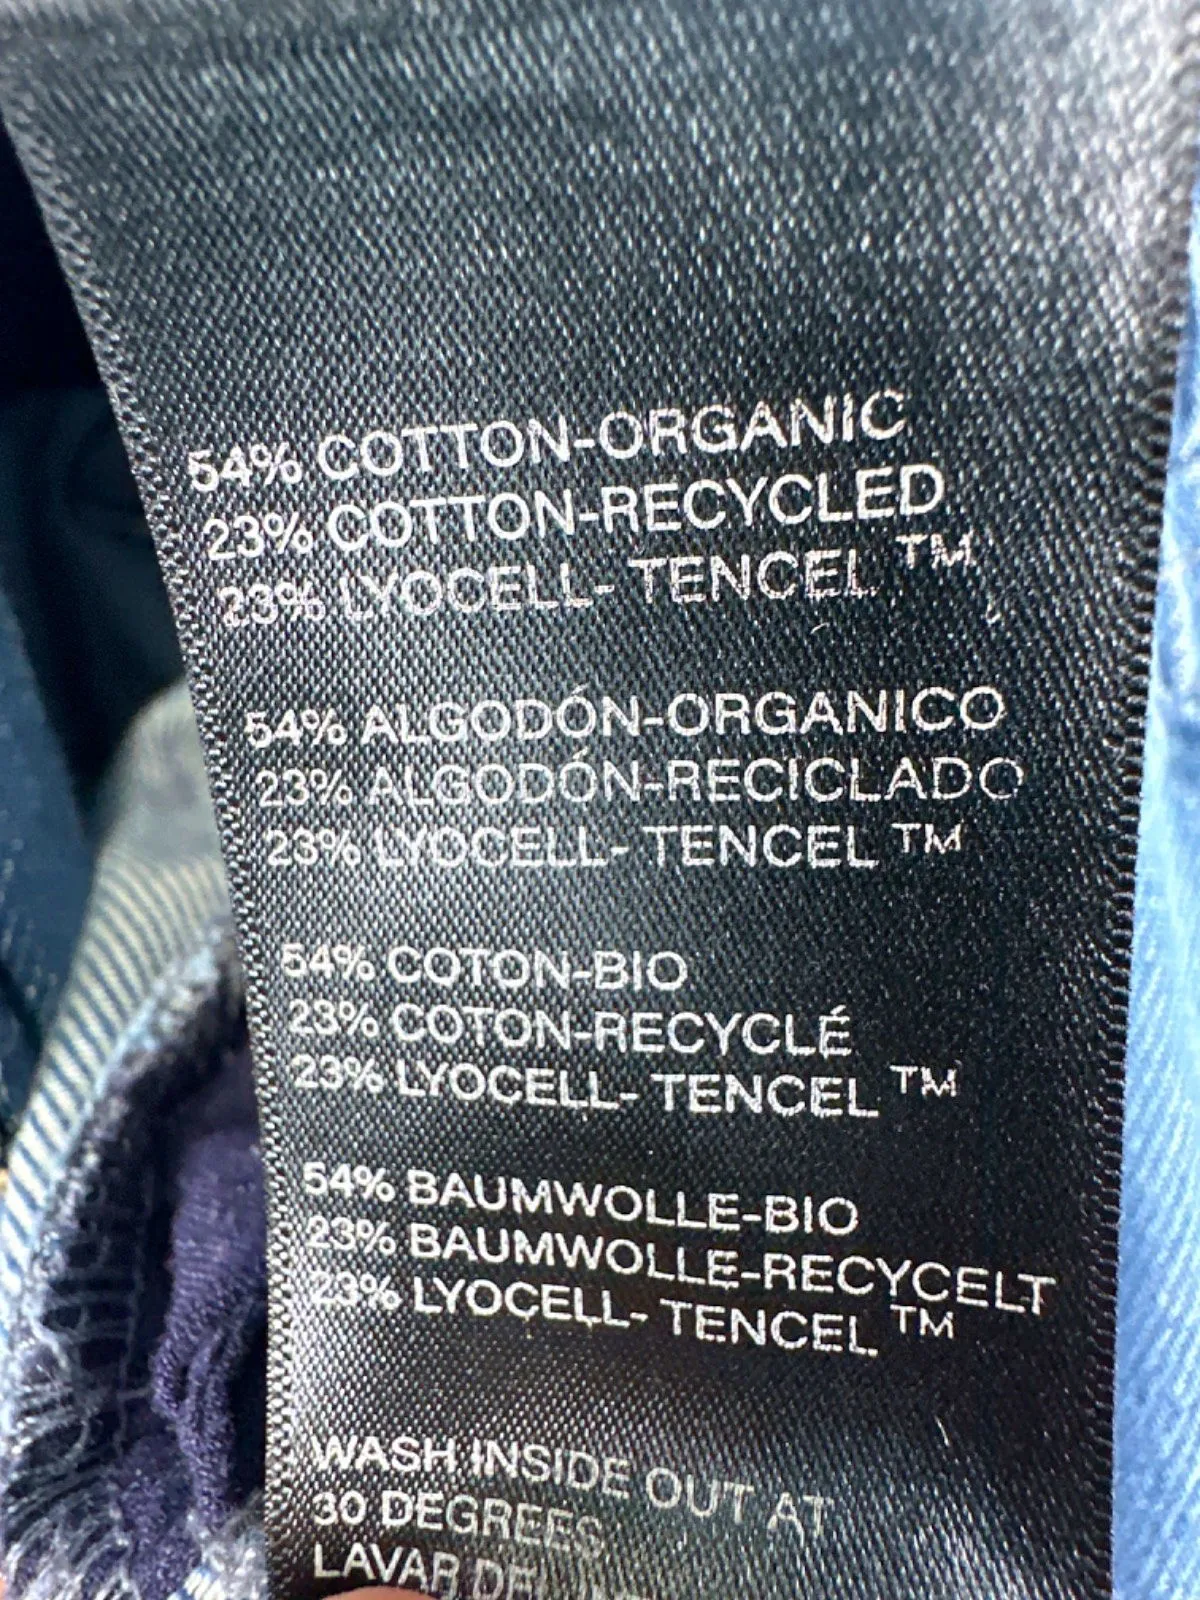 54% COTTON-ORGANIC
23% COTTON-RECYCLED
23% LYOCELL- TENCEL ™
54% ALGODÓN-ORGANICO
23% ALGODÓN-RECICLADO
23% LYOCELL- TENCEL ™
54% COTON-BIO
23% COTON-RECYCLÉ
23% LYOCELL- TENCEL ™
54% BAUMWOLLE-BIO
23% BAUMWOLLE-RECYCELT
23% LYOCELL- TENCEL ™
WASH INSIDE OUT AT
30 DEGREES
LAVAR